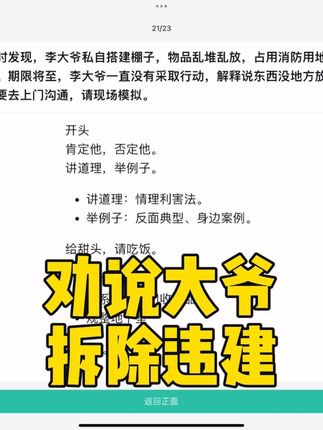 21/23
时发现，李大爷私自搭建棚子，物品乱堆乱放，占用消防用地
，期限将至，李大爷一直没有采取行动，解释说东西没地方放
要去上门沟通，请现场模拟。
开头
肯定他，否定他。
讲道理，举例子。
• 讲道理：情理利害法。
• 举例子：反面典型、身边案例。
给甜头，请吃饭。
劝说大爷
拆除违建
返回正面